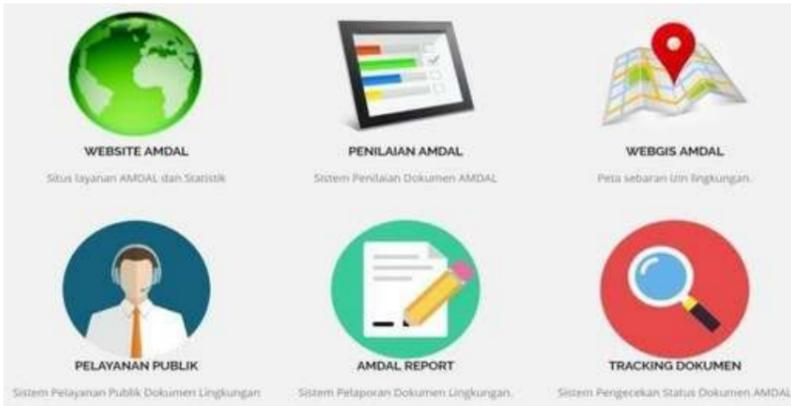 WEBSITE AMDAL
Situs layanan AMDAL dan Statistik
PENILAIAN AMDAL
Sistem Penilaian Dokumen AMDAL
WEBGIS AMDAL
Peta sebaran izin lingkungan.
PELAYANAN PUBLIK
Sistem Pelayanan Publik Dokumen Lingkungan
AMDAL REPORT
Sistem Pelaporan Dokumen Lingkungan.
TRACKING DOKUMEN
Sistem Pengecekan Status Dokumen AMDAL